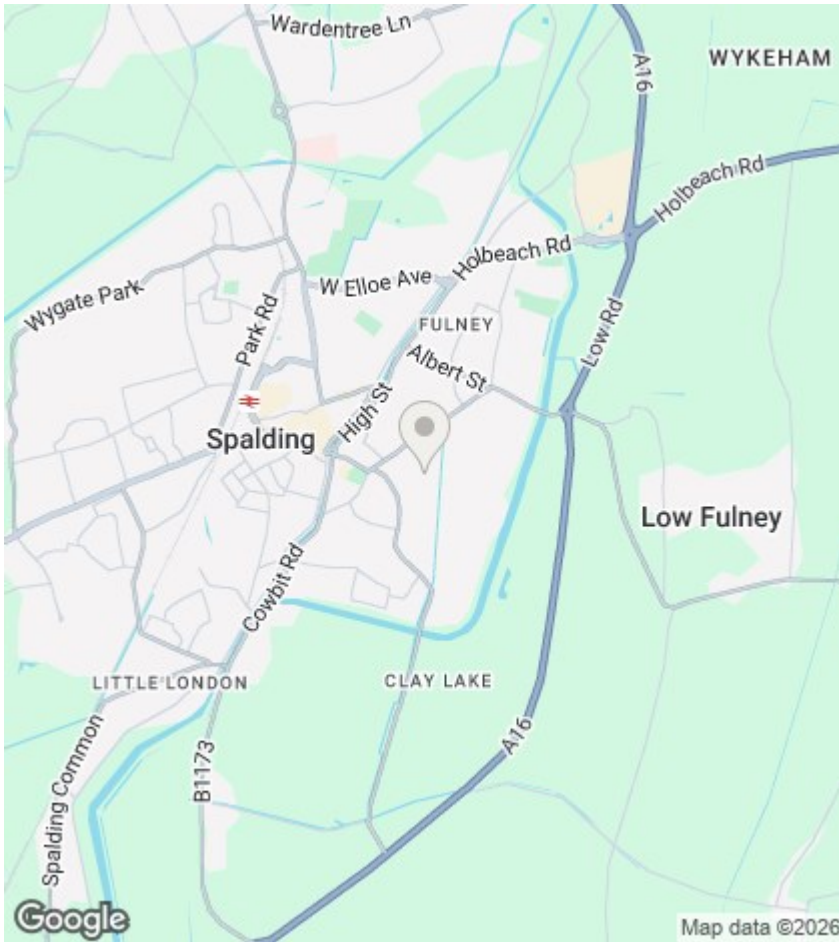 Wardentree Ln
WYKEHAM
A16
Holbeach Rd
Holbeach Rd
W Elloe Ave
Wygate Park
Park Rd
FULNEY
Low Rd
Albert St
High St
Spalding
Low Fulney
Cowbit Rd
LITTLE LONDON
CLAY LAKE
A16
B1173
Spalding Common
Google
Map data ©2026